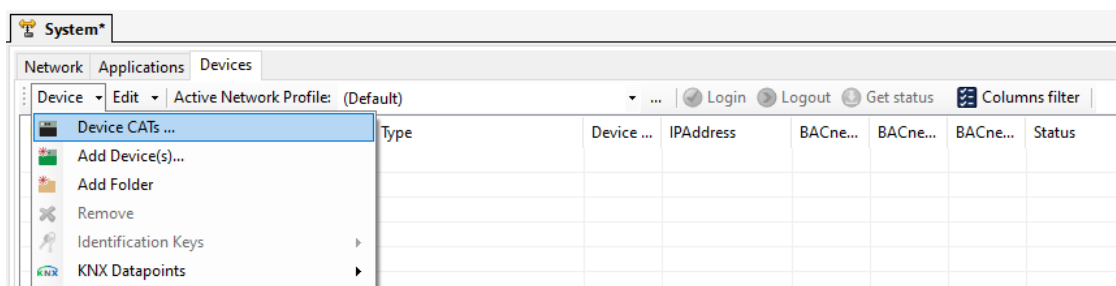 System*
Network Applications Devices
Device Edit Active Network Profile: (Default) ... Login Logout Get status Columns filter
Device CATs ... Type Device ... IPAddress BACne... BACne... BACne... Status
Add Device(s)...
Add Folder
Remove
Identification Keys
KNX KNX Datapoints